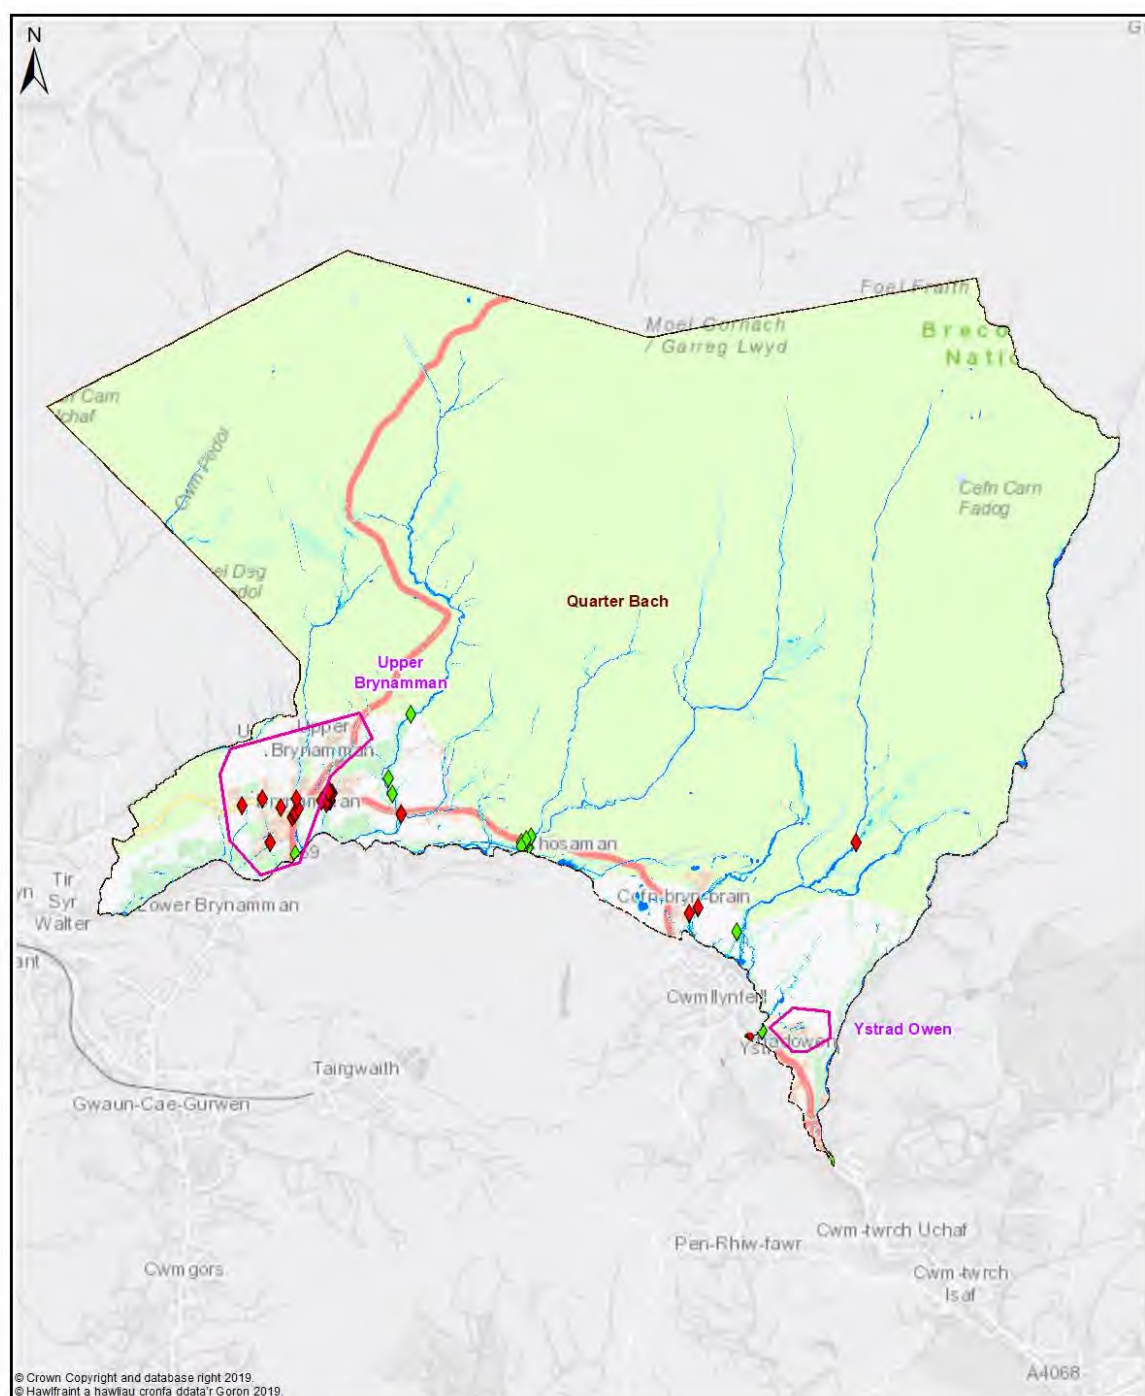 N
Foel Fraith
Moel Gornach
/ Garreg Lwyd
Breco
Natio
Cwm Pedol
Cefn Carn
Fadog
Quarter Bach
Upper
Brynamman
Upper
Brynamman
hosaman
Cefn-bryn-brain
Tir
Syr
Walter
Lower Brynamman
Cwmllynfell
Ystrad Owen
Tairgwaith
Gwaun-Cae-Gurwen
Cwm-twrch Uchaf
Pen-Rhiw-fawr
Cwmgors
Cwm-twrch
Isaf
A4068
© Crown Copyright and database right 2019.
© Hawlfraint a hawliau cronfa ddata'r Goron 2019.